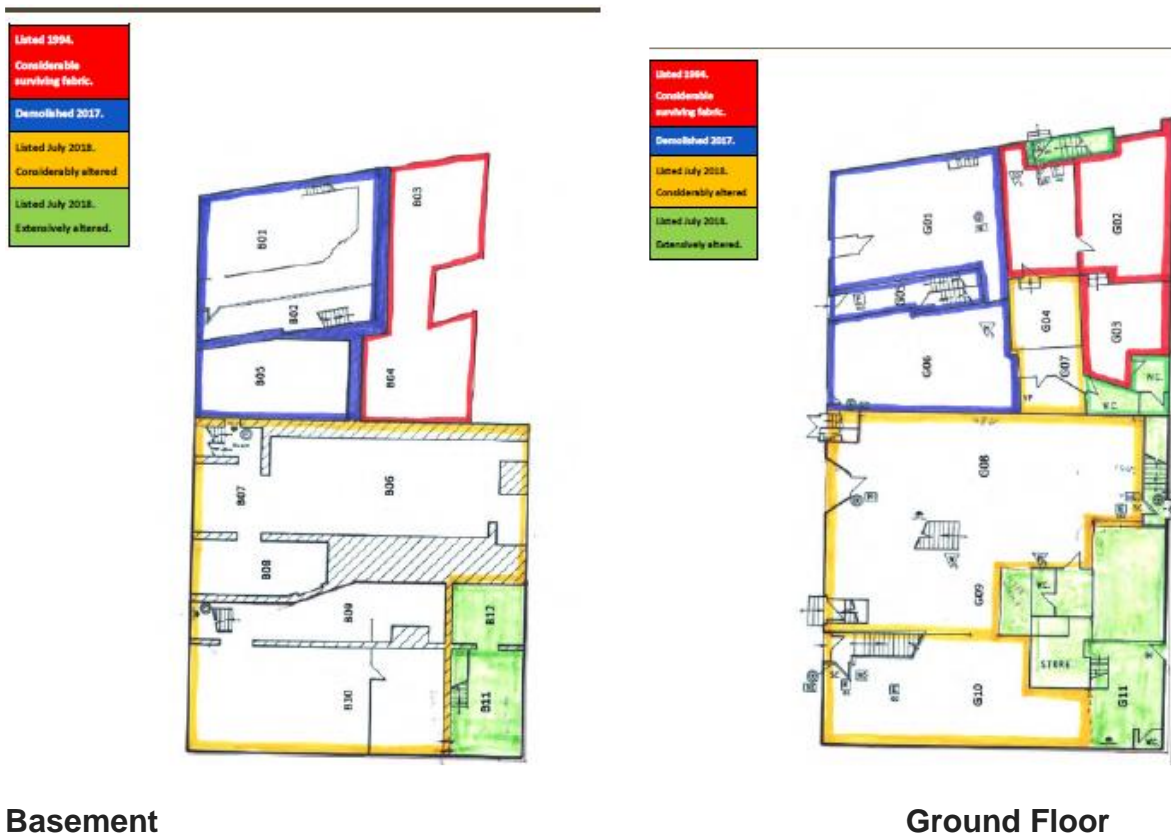 Listed 1994.
Considerable
surviving fabric.
Demolished 2017.
Listed July 2018.
Considerably altered
Listed July 2018.
Extensively altered.
B01
B02
B03
B04
B05
B06
B07
B08
B09
B10
B11
B12
Listed 1994.
Considerable
surviving fabric.
Demolished 2017.
Listed July 2018.
Considerably altered
Listed July 2018.
Extensively altered.
G01
G02
G03
G04
G05
G06
G07
G08
G09
G10
G11
W.C.
W.C.
W.C.
STORE
SC
Basement
Ground Floor